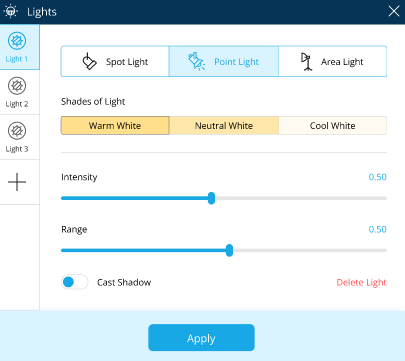 Lights
Light 1
Light 2
Light 3
Spot Light
Point Light
Area Light
Shades of Light
Warm White
Neutral White
Cool White
Intensity 0.50
Range 0.50
Cast Shadow
Delete Light
Apply